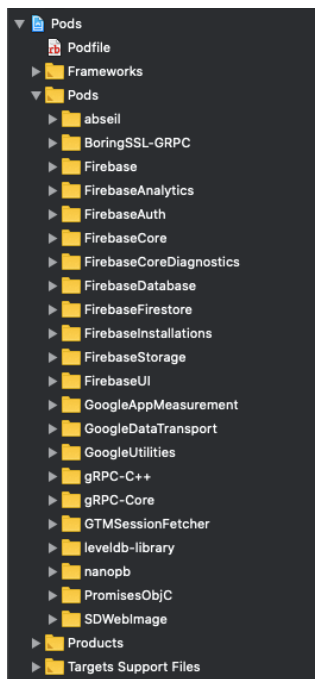 Pods
Podfile
Frameworks
Pods
abseil
BoringSSL-GRPC
Firebase
FirebaseAnalytics
FirebaseAuth
FirebaseCore
FirebaseCoreDiagnostics
FirebaseDatabase
FirebaseFirestore
FirebaseInstallations
FirebaseStorage
FirebaseUI
GoogleAppMeasurement
GoogleDataTransport
GoogleUtilities
gRPC-C++
gRPC-Core
GTMSessionFetcher
leveldb-library
nanopb
PromisesObjC
SDWebImage
Products
Targets Support Files